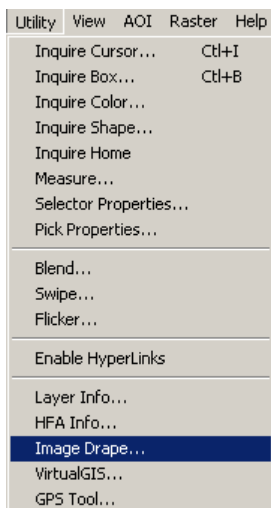 Utility View AOI Raster Help
Inquire Cursor... Ctl+I
Inquire Box... Ctl+B
Inquire Color...
Inquire Shape...
Inquire Home
Measure...
Selector Properties...
Pick Properties...
Blend...
Swipe...
Flicker...
Enable HyperLinks
Layer Info...
HFA Info...
Image Drape...
VirtualGIS...
GPS Tool...